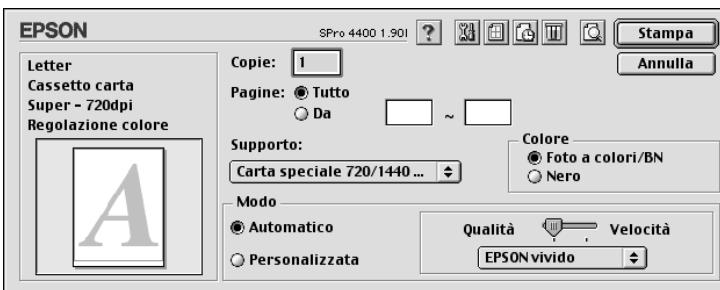 EPSON
SPro 4400 1.90I
?
Stampa
Annulla
Letter
Cassetto carta
Super - 720dpi
Regolazione colore
A
Copie: 1
Pagine: Tutto
Da ~
Supporto:
Carta speciale 720/1440 ...
Colore
Foto a colori/BN
Nero
Modo
Automatico
Personalizzata
Qualità Velocità
EPSON vivido